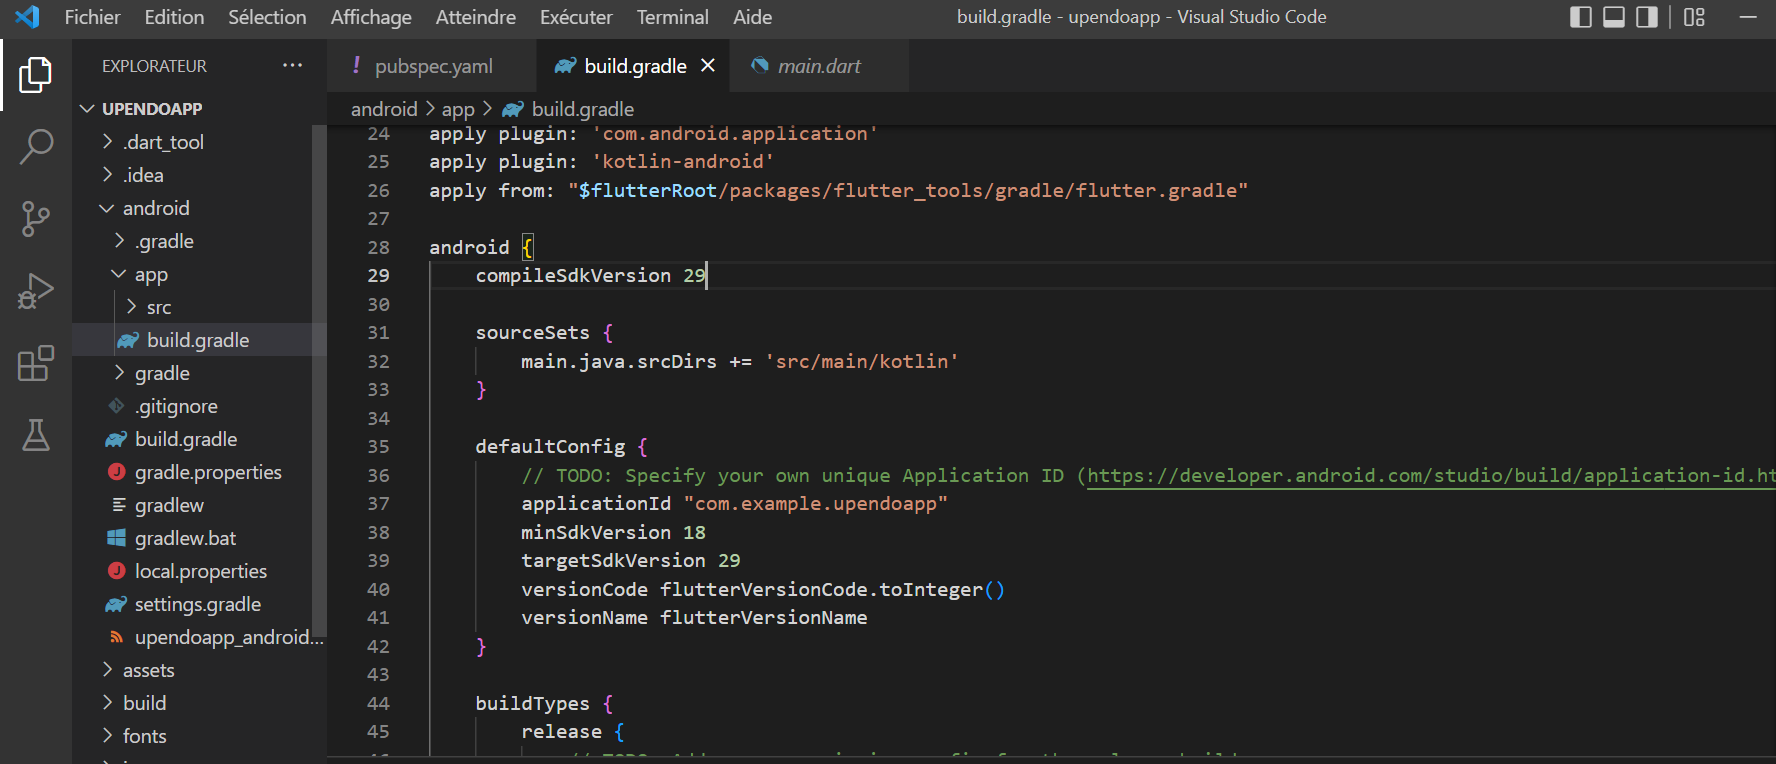 Fichier Edition Sélection Affichage Atteindre Exécuter Terminal Aide build.gradle - upendoapp - Visual Studio Code
EXPLORATEUR ···
UPENDOAPP
.dart_tool
.idea
android
.gradle
app
src
build.gradle
gradle
.gitignore
build.gradle
gradle.properties
gradlew
gradlew.bat
local.properties
settings.gradle
upendoapp_android...
assets
build
fonts
! pubspec.yaml build.gradle × main.dart
android > app > build.gradle
24 apply plugin: 'com.android.application'
25 apply plugin: 'kotlin-android'
26 apply from: "$flutterRoot/packages/flutter_tools/gradle/flutter.gradle"
27
28 android {
29 compileSdkVersion 29
30
31 sourceSets {
32 main.java.srcDirs += 'src/main/kotlin'
33 }
34
35 defaultConfig {
36 // TODO: Specify your own unique Application ID (https://developer.android.com/studio/build/application-id.ht
37 applicationId "com.example.upendoapp"
38 minSdkVersion 18
39 targetSdkVersion 29
40 versionCode flutterVersionCode.toInteger()
41 versionName flutterVersionName
42 }
43
44 buildTypes {
45 release {